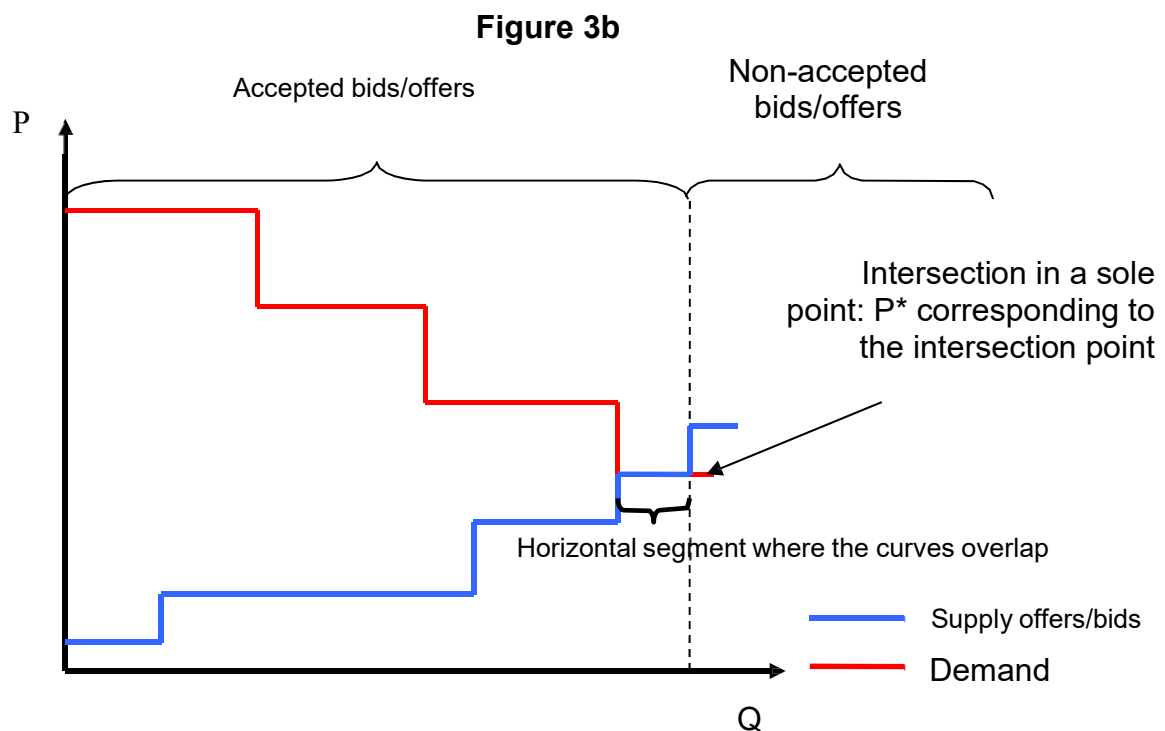 Figure 3b
Accepted bids/offers
Non-accepted
bids/offers
P
Intersection in a sole
point: P* corresponding to
the intersection point
Horizontal segment where the curves overlap
Supply offers/bids
Demand
Q